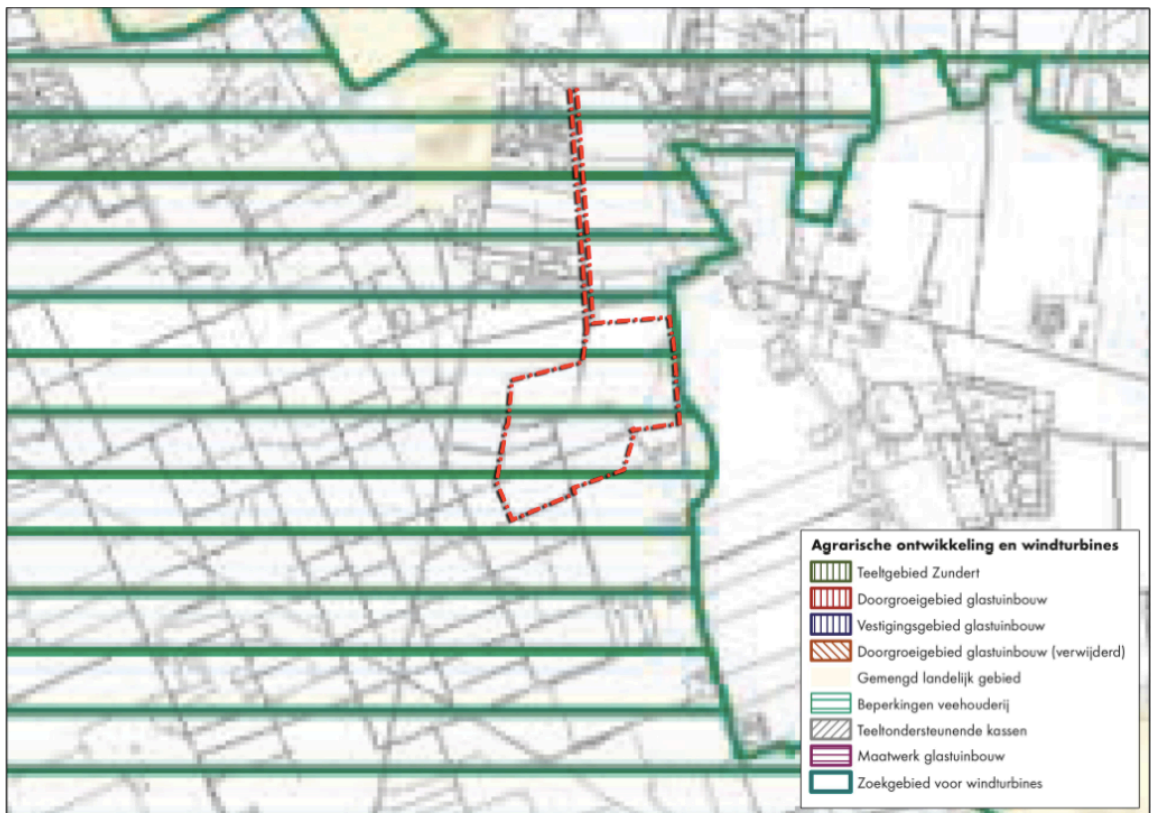 Agrarische ontwikkeling en windturbines
Teeltgebied Zundert
Doorgroeigebied glastuinbouw
Vestigingsgebied glastuinbouw
Doorgroeigebied glastuinbouw (verwijderd)
Gemengd landelijk gebied
Beperkingen veehouderij
Teeltondersteunende kassen
Maatwerk glastuinbouw
Zoekgebied voor windturbines